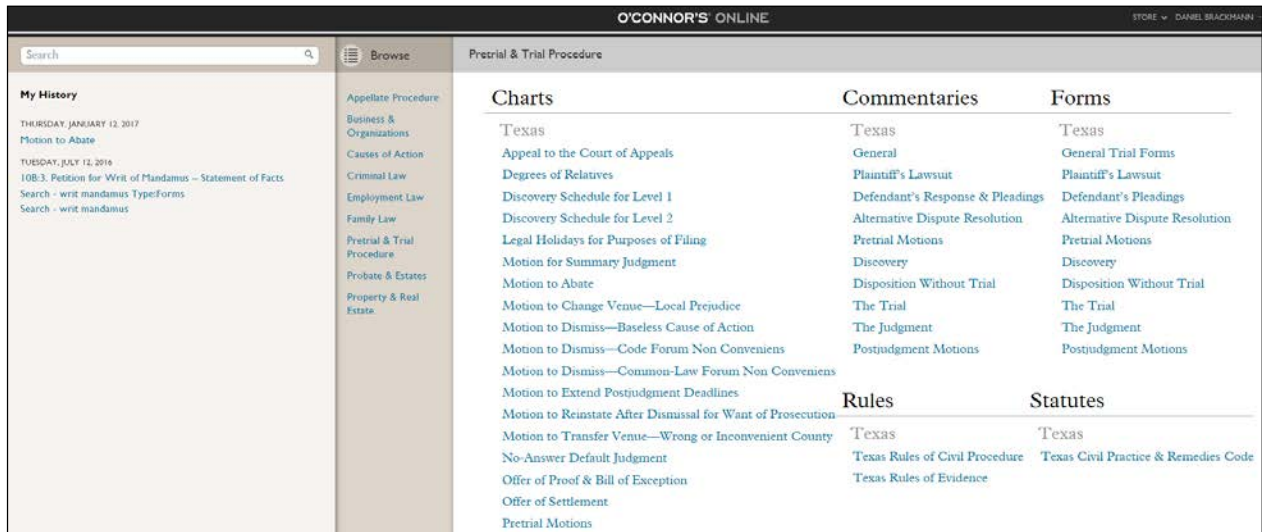 O'CONNOR'S® ONLINE
STORE
DANIEL BRACKMANN
Search
Browse
Pretrial & Trial Procedure
My History
THURSDAY, JANUARY 12, 2017
Motion to Abate
TUESDAY, JULY 12, 2016
10B:3. Petition for Writ of Mandamus – Statement of Facts
Search - writ mandamus Type:Forms
Search - writ mandamus
Appellate Procedure
Business &
Organizations
Causes of Action
Criminal Law
Employment Law
Family Law
Pretrial & Trial
Procedure
Probate & Estates
Property & Real
Estate
Charts
Texas
Appeal to the Court of Appeals
Degrees of Relatives
Discovery Schedule for Level 1
Discovery Schedule for Level 2
Legal Holidays for Purposes of Filing
Motion for Summary Judgment
Motion to Abate
Motion to Change Venue—Local Prejudice
Motion to Dismiss—Baseless Cause of Action
Motion to Dismiss—Code Forum Non Conveniens
Motion to Dismiss—Common-Law Forum Non Conveniens
Motion to Extend Postjudgment Deadlines
Motion to Reinstate After Dismissal for Want of Prosecution
Motion to Transfer Venue—Wrong or Inconvenient County
No-Answer Default Judgment
Offer of Proof & Bill of Exception
Offer of Settlement
Pretrial Motions
Commentaries
Texas
General
Plaintiff's Lawsuit
Defendant's Response & Pleadings
Alternative Dispute Resolution
Pretrial Motions
Discovery
Disposition Without Trial
The Trial
The Judgment
Postjudgment Motions
Forms
Texas
General Trial Forms
Plaintiff's Lawsuit
Defendant's Pleadings
Alternative Dispute Resolution
Pretrial Motions
Discovery
Disposition Without Trial
The Trial
The Judgment
Postjudgment Motions
Rules
Texas
Texas Rules of Civil Procedure
Texas Rules of Evidence
Statutes
Texas
Texas Civil Practice & Remedies Code